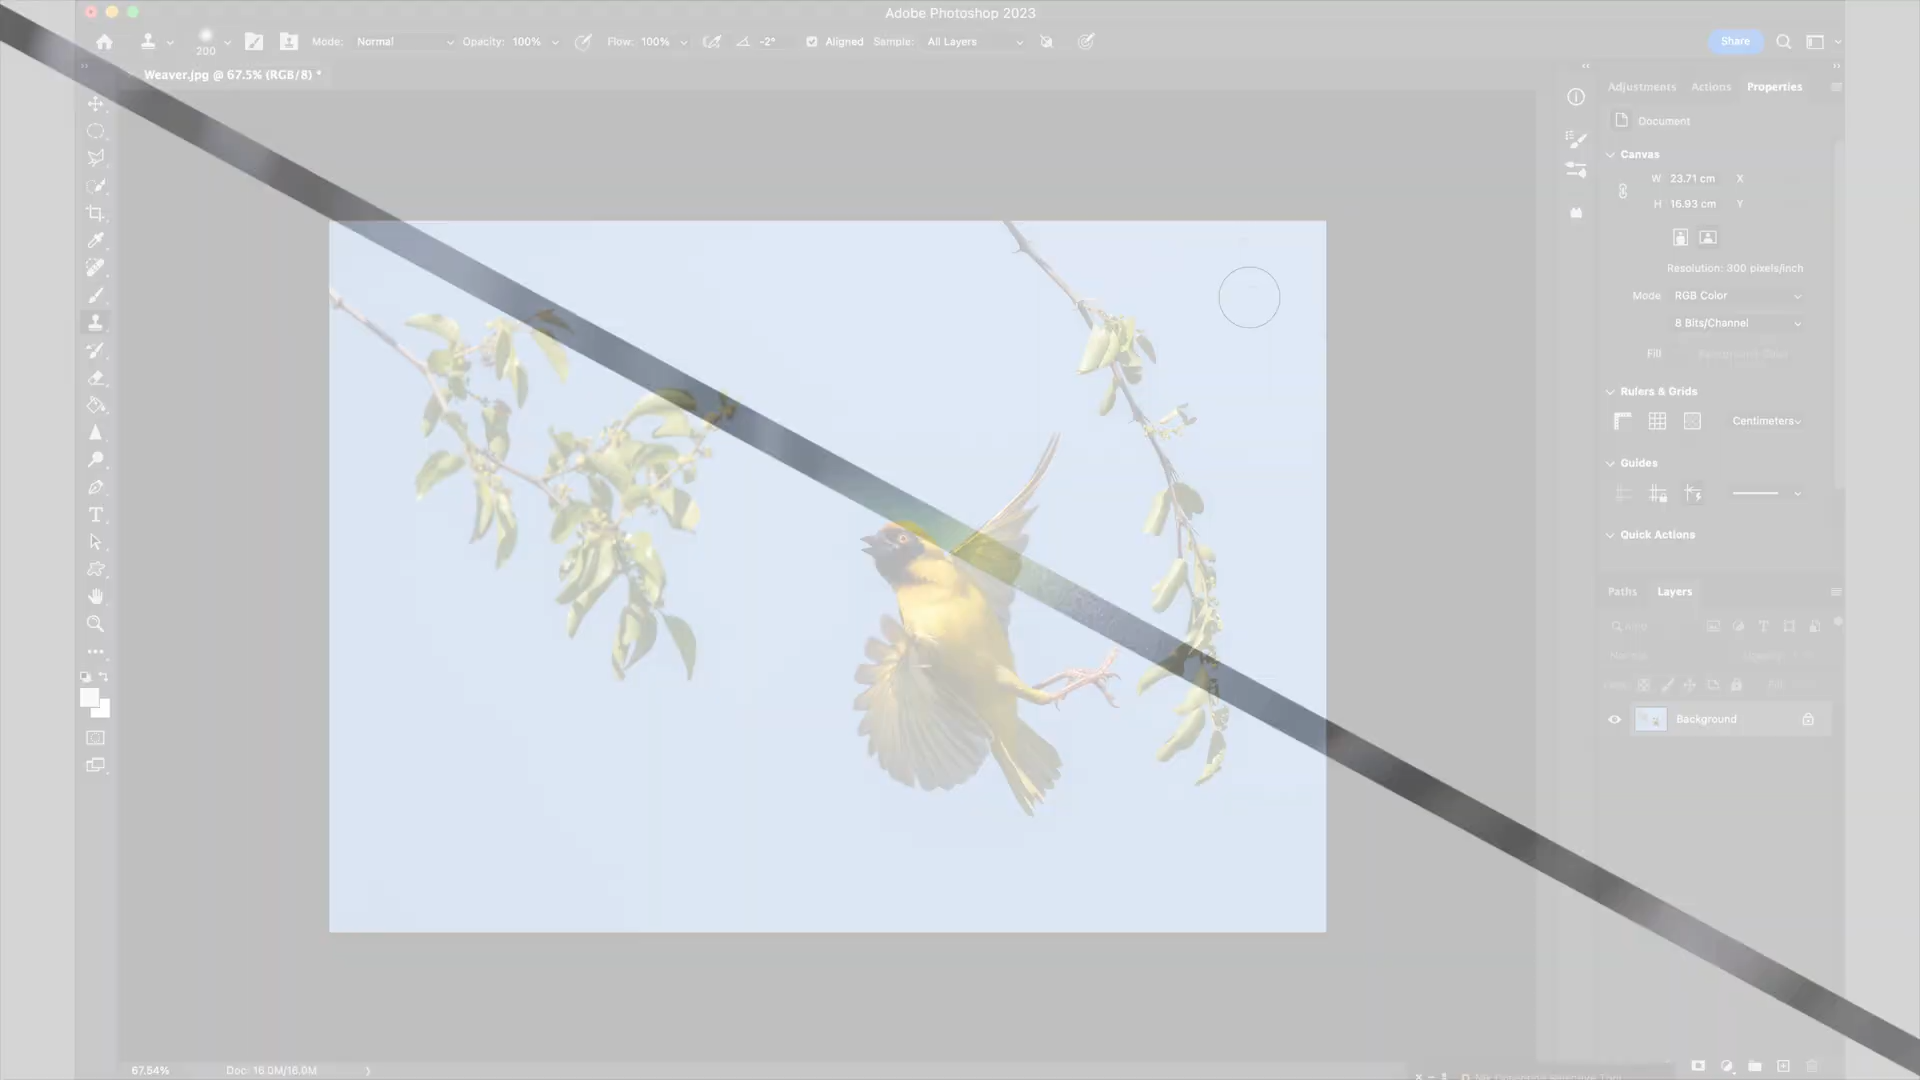 Adobe Photoshop 2023
200
Mode: Normal
Opacity: 100%
Flow: 100%
-2°
Aligned
Sample: All Layers
Share
Weaver.jpg @ 67.5% (RGB/8) *
Adjustments
Actions
Properties
Document
Canvas
W 23.71 cm X
H 16.93 cm Y
Resolution: 300 pixels/inch
Mode RGB Color
8 Bits/Channel
Fill
Rulers & Grids
Centimeters
Guides
Quick Actions
Paths
Layers
Normal
Opacity:
Fill:
Background
67.54%
Doc: 16.0M/16.0M